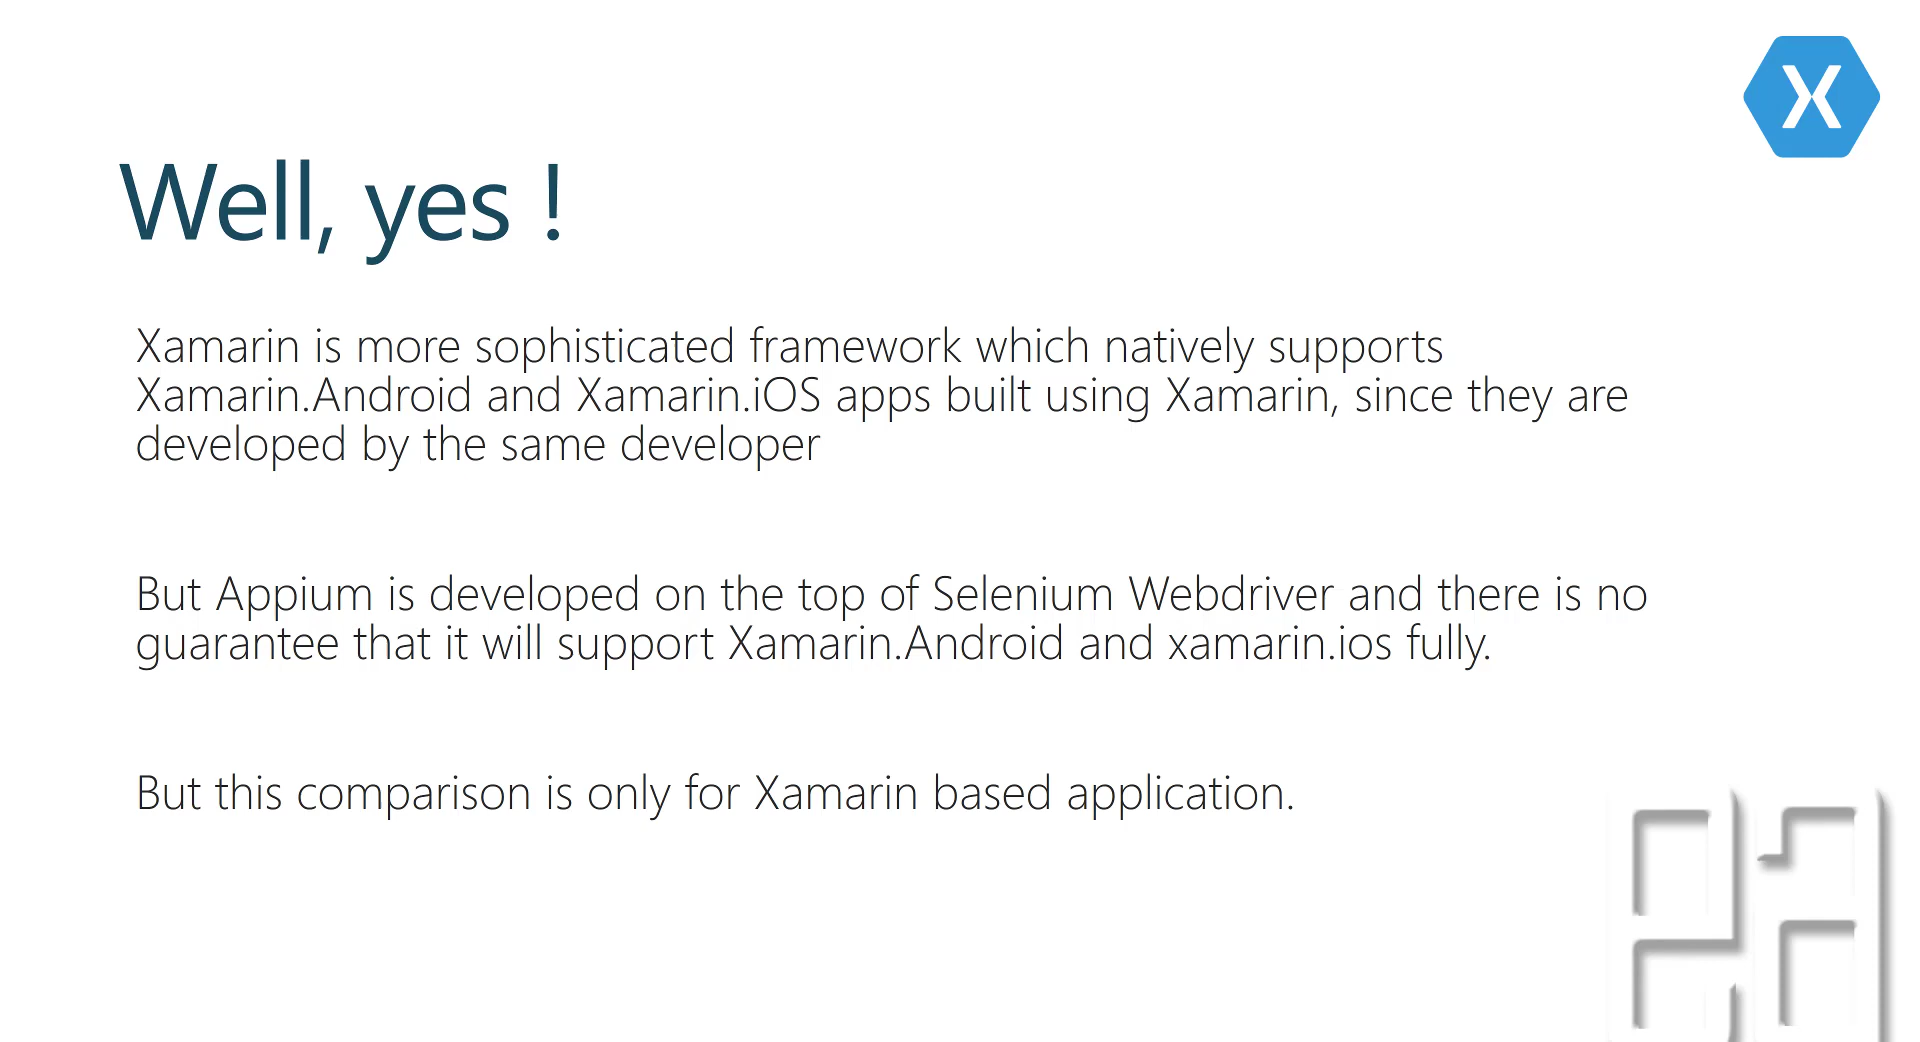 X
Well, yes !
Xamarin is more sophisticated framework which natively supports
Xamarin.Android and Xamarin.iOS apps built using Xamarin, since they are
developed by the same developer
But Appium is developed on the top of Selenium Webdriver and there is no
guarantee that it will support Xamarin.Android and xamarin.ios fully.
But this comparison is only for Xamarin based application.